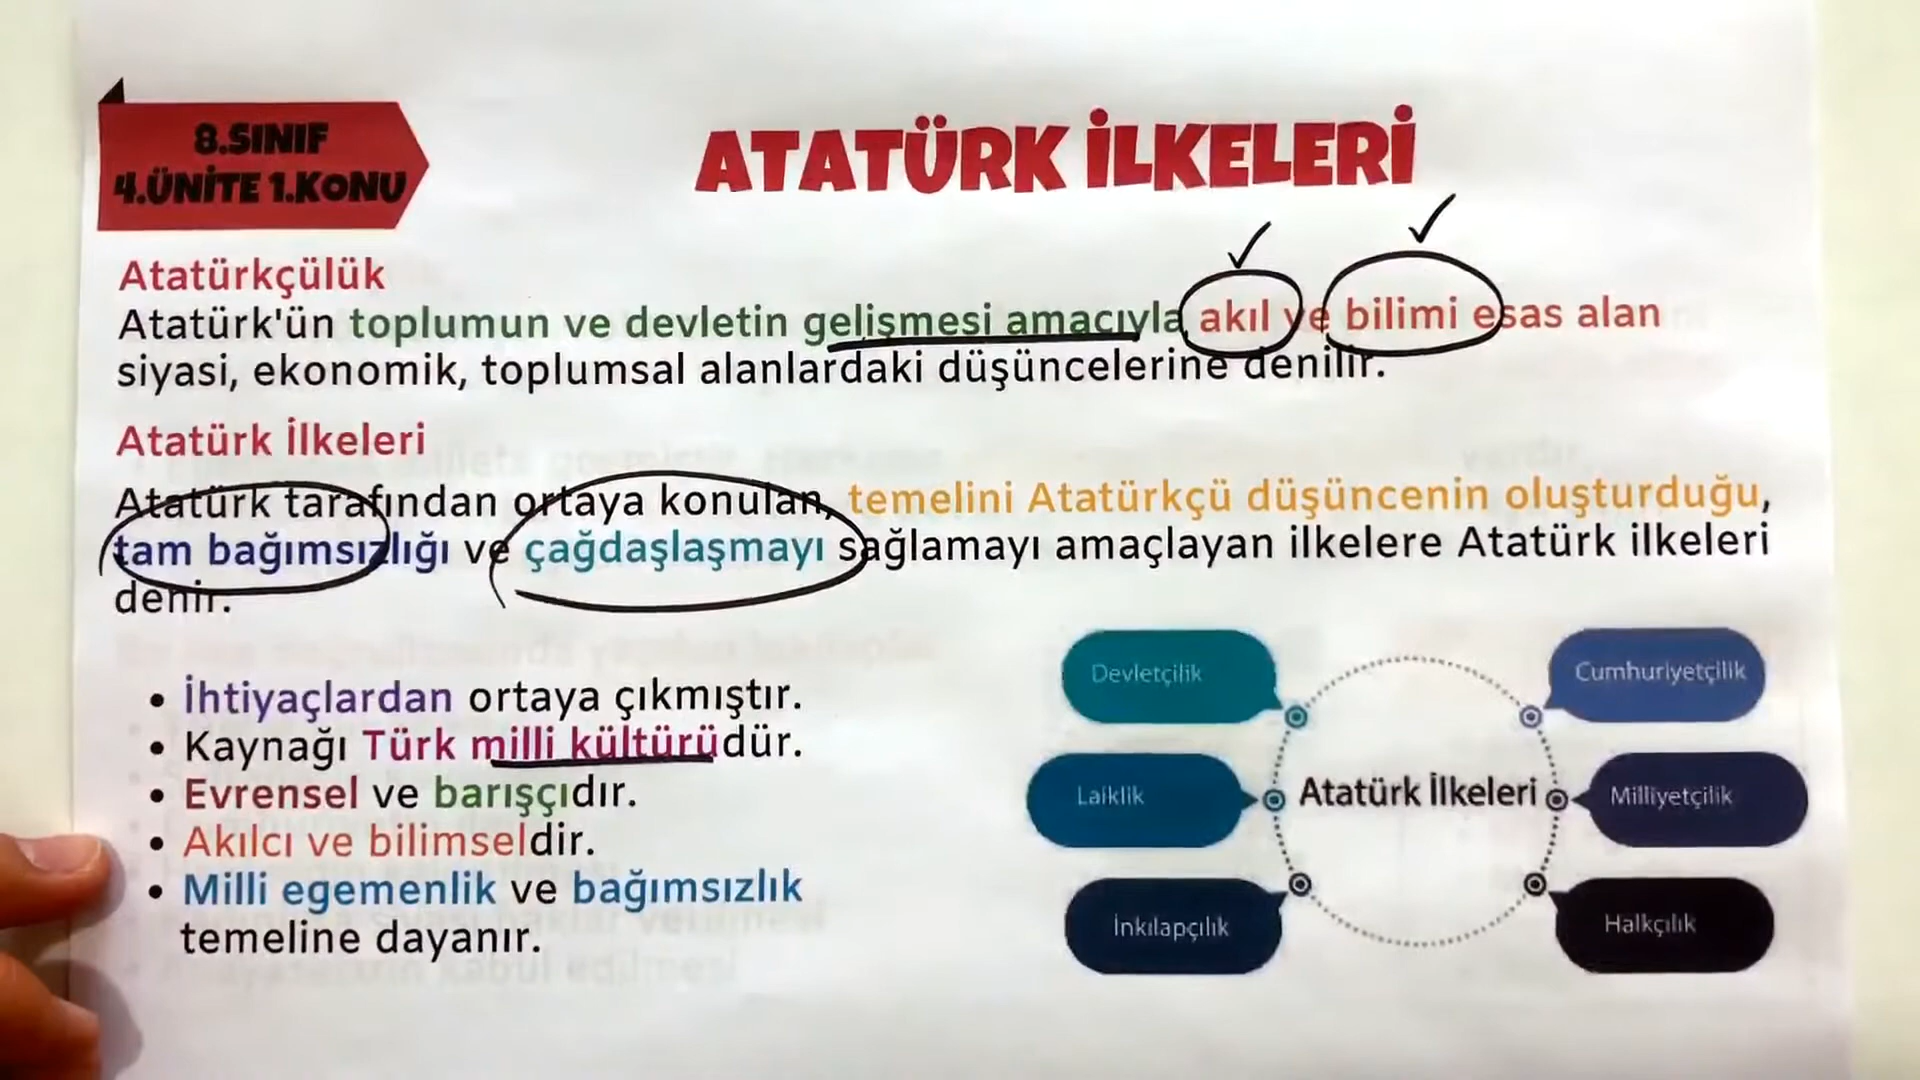 8.SINIF
4.ÜNİTE 1.KONU
ATATÜRK İLKELERİ
Atatürkçülük
Atatürk'ün toplumun ve devletin gelişmesi amacıyla akıl ve bilimi esas alan
siyasi, ekonomik, toplumsal alanlardaki düşüncelerine denilir.
Atatürk İlkeleri
Atatürk tarafından ortaya konulan, temelini Atatürkçü düşüncenin oluşturduğu,
tam bağımsızlığı ve çağdaşlaşmayı sağlamayı amaçlayan ilkelere Atatürk ilkeleri
denir.
• İhtiyaçlardan ortaya çıkmıştır.
• Kaynağı Türk milli kültürüdür.
• Evrensel ve barışçıdır.
• Akılcı ve bilimseldir.
• Milli egemenlik ve bağımsızlık
temeline dayanır.
Devletçilik
Cumhuriyetçilik
Laiklik
Atatürk İlkeleri
Milliyetçilik
İnkılapçılık
Halkçılık